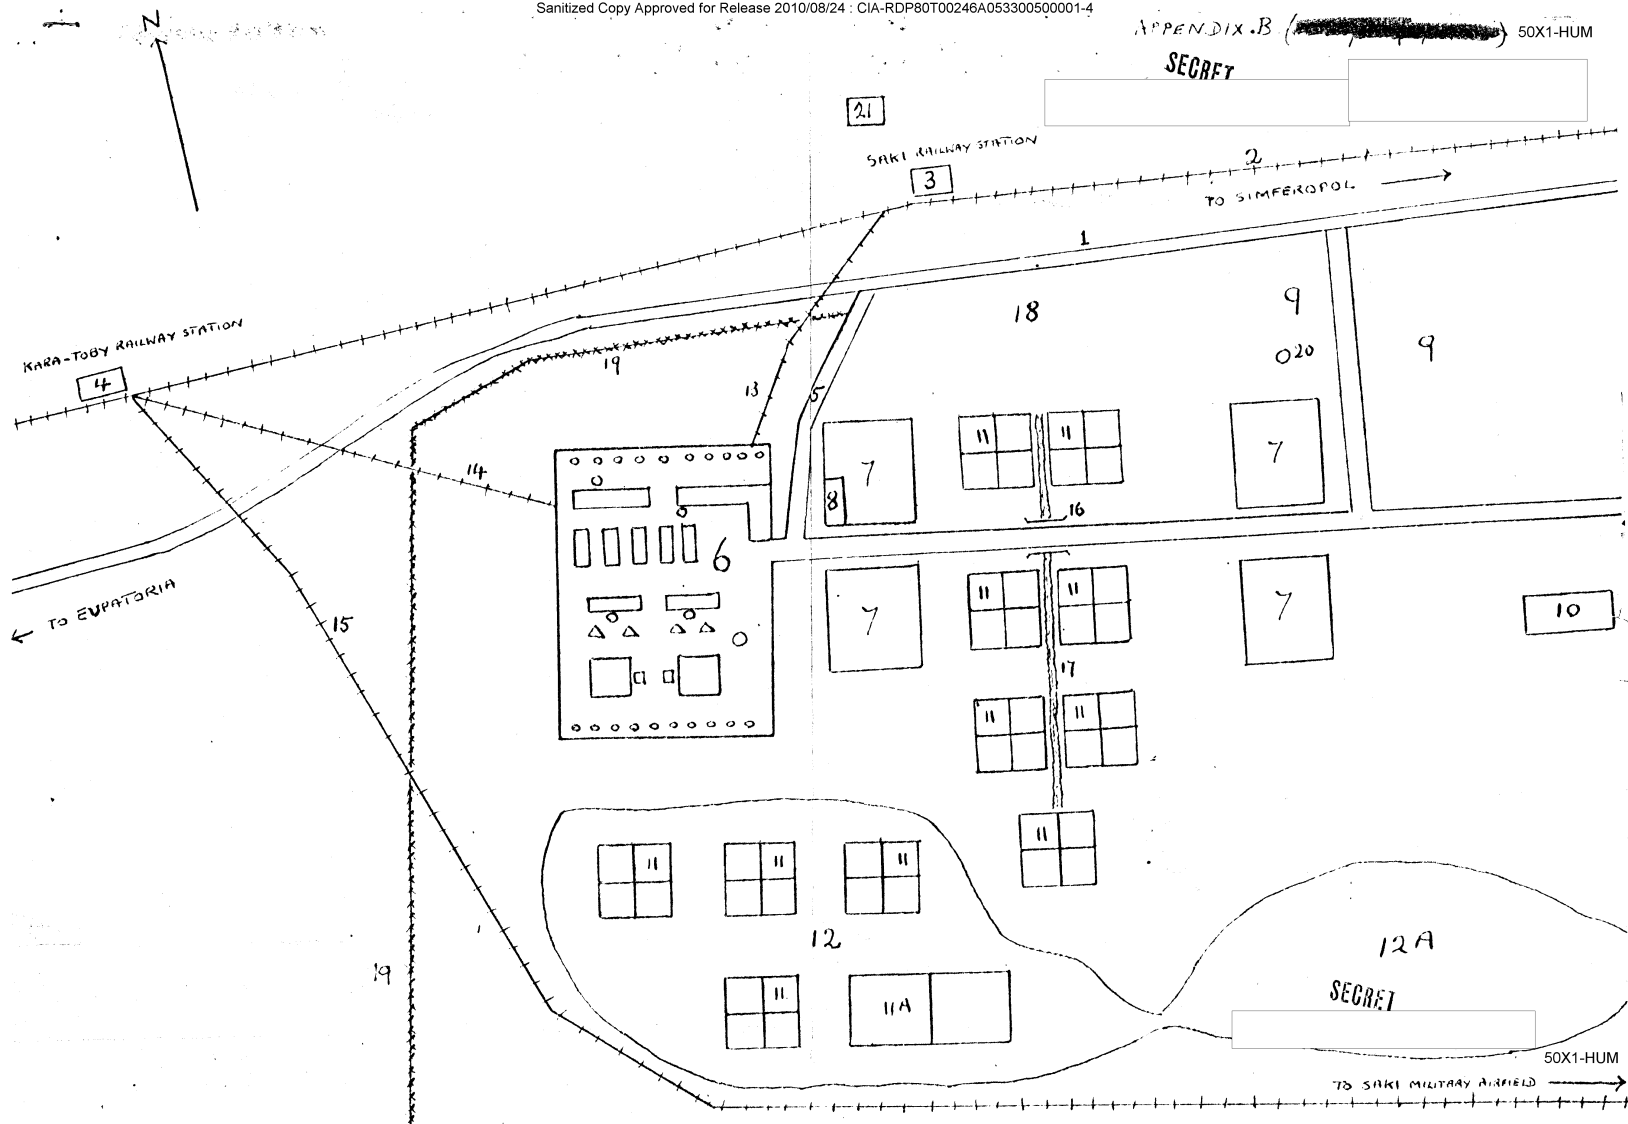 Sanitized Copy Approved for Release 2010/08/24 : CIA-RDP80T00246A053300500001-4
N
APPENDIX.B ( ) 50X1-HUM
SECRET
21
SAKI RAILWAY STATION
3
2
TO SIMFEROPOL
1
18
9
KARA-TOBY RAILWAY STATION
4
19
20
9
13
5
11
11
7
7
14
8
16
6
TO EUPATORIA
15
7
11
11
7
10
17
11
11
11
11
11
11
12
12A
19
11
11A
SECRET
50X1-HUM
TO SAKI MILITARY AIRFIELD